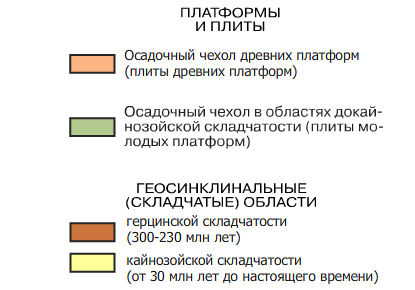 ПЛАТФОРМЫ
И ПЛИТЫ
Осадочный чехол древних платформ
(плиты древних платформ)
Осадочный чехол в областях докай-
нозойской складчатости (плиты мо-
лодых платформ)
ГЕОСИНКЛИНАЛЬНЫЕ
(СКЛАДЧАТЫЕ) ОБЛАСТИ
герцинской складчатости
(300-230 млн лет)
кайнозойской складчатости
(от 30 млн лет до настоящего времени)